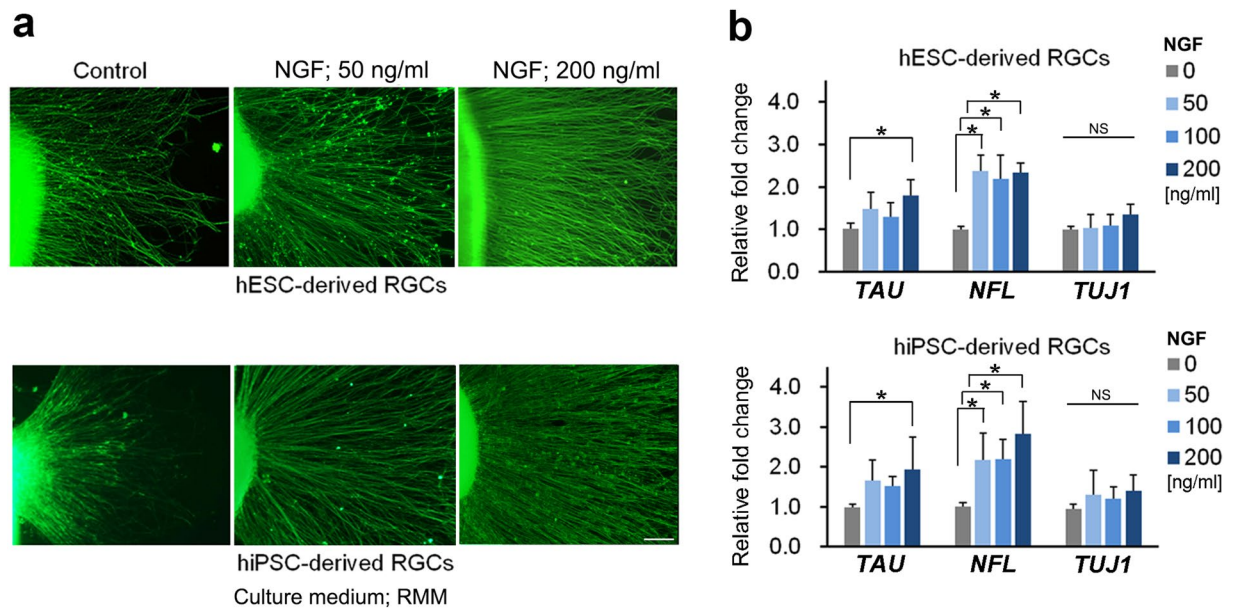 a
Control
NGF; 50 ng/ml
NGF; 200 ng/ml
hESC-derived RGCs
hiPSC-derived RGCs
Culture medium; RMM
b
hESC-derived RGCs
NGF
0
50
100
200
[ng/ml]
Relative fold change
4.0
3.0
2.0
1.0
0.0
*
*
*
*
NS
TAU
NFL
TUJ1
hiPSC-derived RGCs
NGF
0
50
100
200
[ng/ml]
Relative fold change
4.0
3.0
2.0
1.0
0.0
*
*
*
*
NS
TAU
NFL
TUJ1